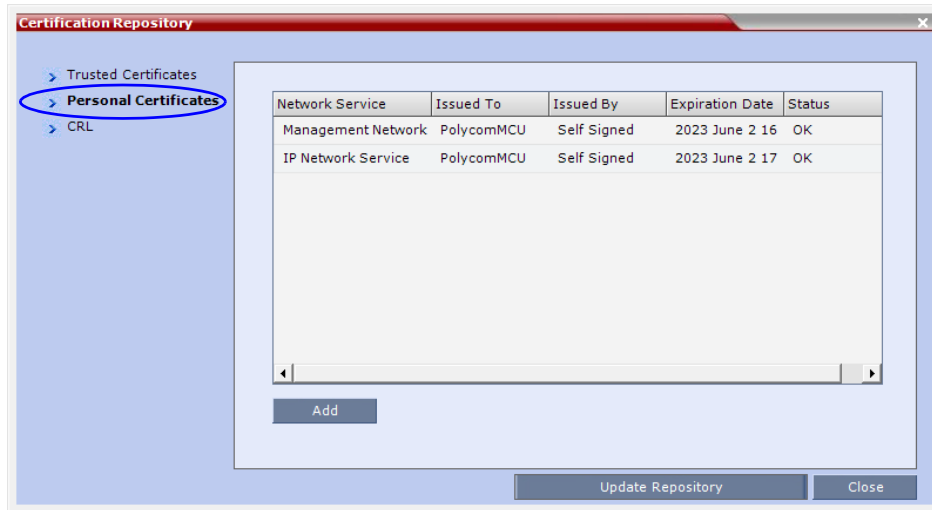 Certification Repository
Trusted Certificates
Personal Certificates
CRL
Network Service Issued To Issued By Expiration Date Status
Management Network PolycomMCU Self Signed 2023 June 2 16 OK
IP Network Service PolycomMCU Self Signed 2023 June 2 17 OK
Add
Update Repository Close